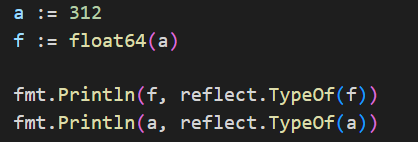 a := 312
f := float64(a)
fmt.Println(f, reflect.TypeOf(f))
fmt.Println(a, reflect.TypeOf(a))